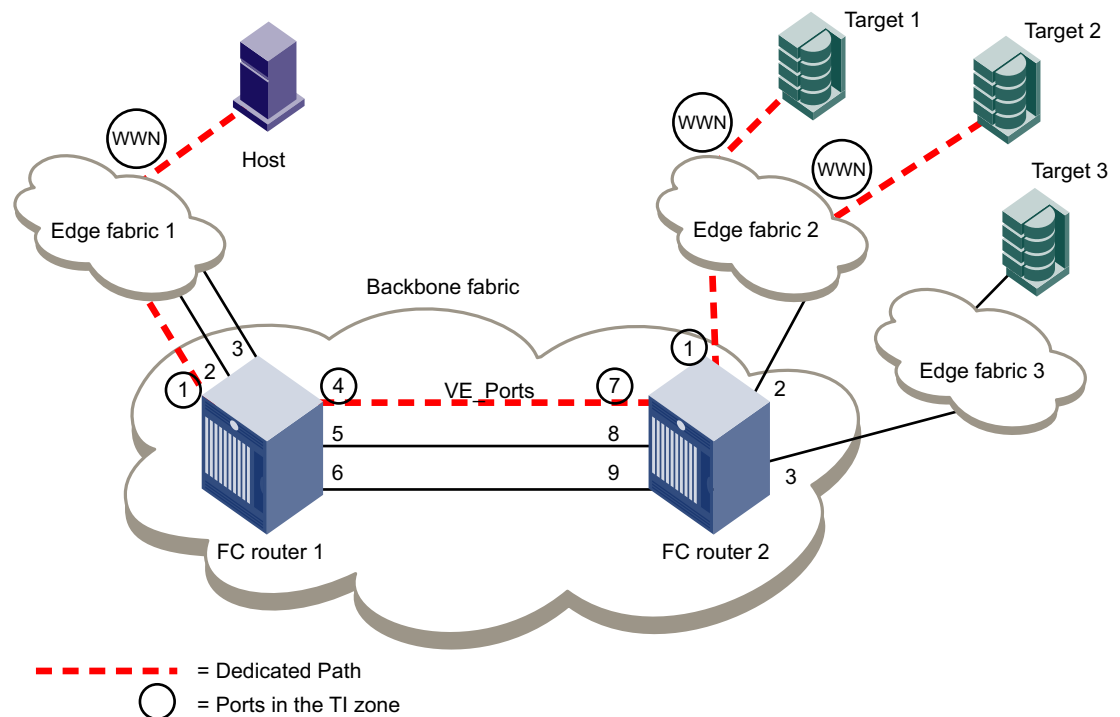 Target 1
Target 2
WWN
WWN
Host
WWN
Target 3
Edge fabric 1
Edge fabric 2
Backbone fabric
Edge fabric 3
3
2
1
1
2
4
VE_Ports
7
5
8
6
9
3
FC router 1
FC router 2
= Dedicated Path
= Ports in the TI zone